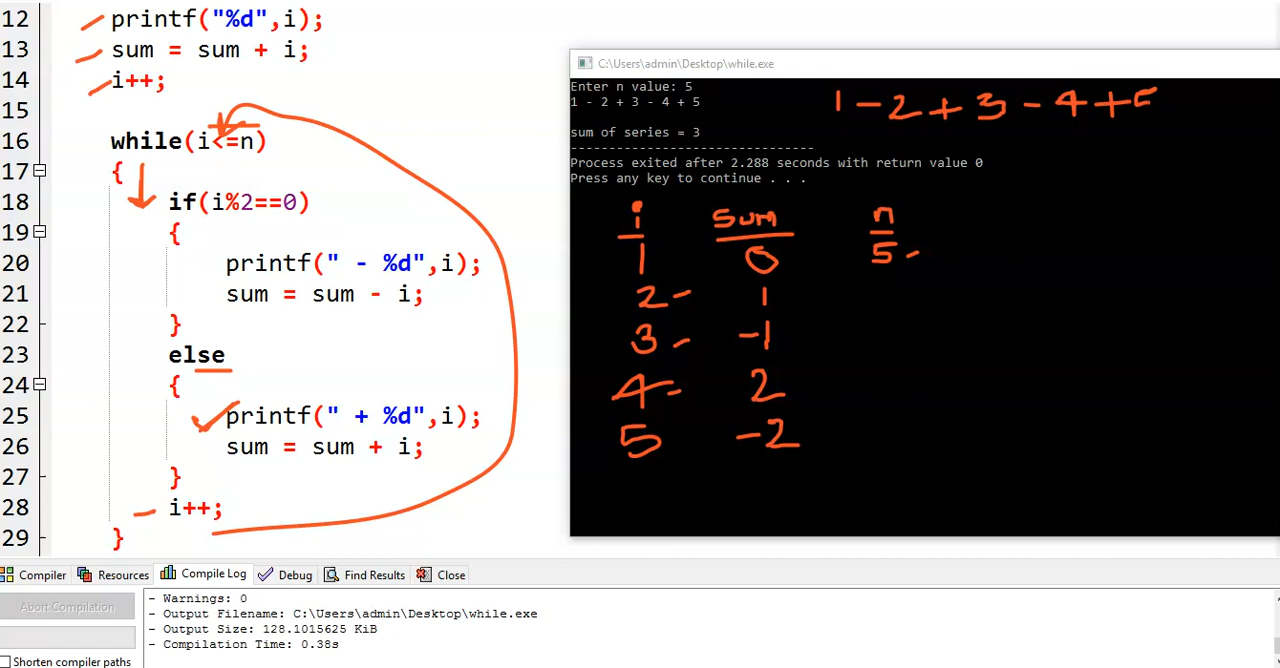 12 printf("%d",i);
13 sum = sum + i;
14 i++;
15
16 while(i<=n)
17 {
18 if(i%2==0)
19 {
20 printf(" - %d",i);
21 sum = sum - i;
22 }
23 else
24 {
25 printf(" + %d",i);
26 sum = sum + i;
27 }
28 i++;
29 }
C:\Users\admin\Desktop\while.exe
Enter n value: 5
1 - 2 + 3 - 4 + 5
sum of series = 3
-------------------------------
Process exited after 2.288 seconds with return value 0
Press any key to continue . . .
1 - 2 + 3 - 4 + 5
i sum n
1 0 5 -
2 - 1
3 - -1
4 - 2
5 -2
Compiler Resources Compile Log Debug Find Results Close
Abort Compilation
Shorten compiler paths
- Warnings: 0
- Output Filename: C:\Users\admin\Desktop\while.exe
- Output Size: 128.1015625 KiB
- Compilation Time: 0.38s